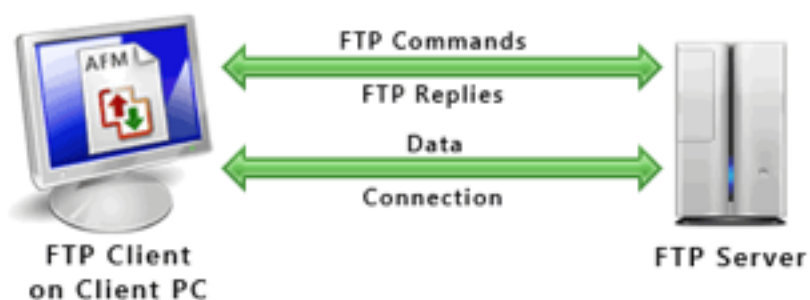 AFM
FTP Commands
FTP Replies
Data
Connection
FTP Client
on Client PC
FTP Server